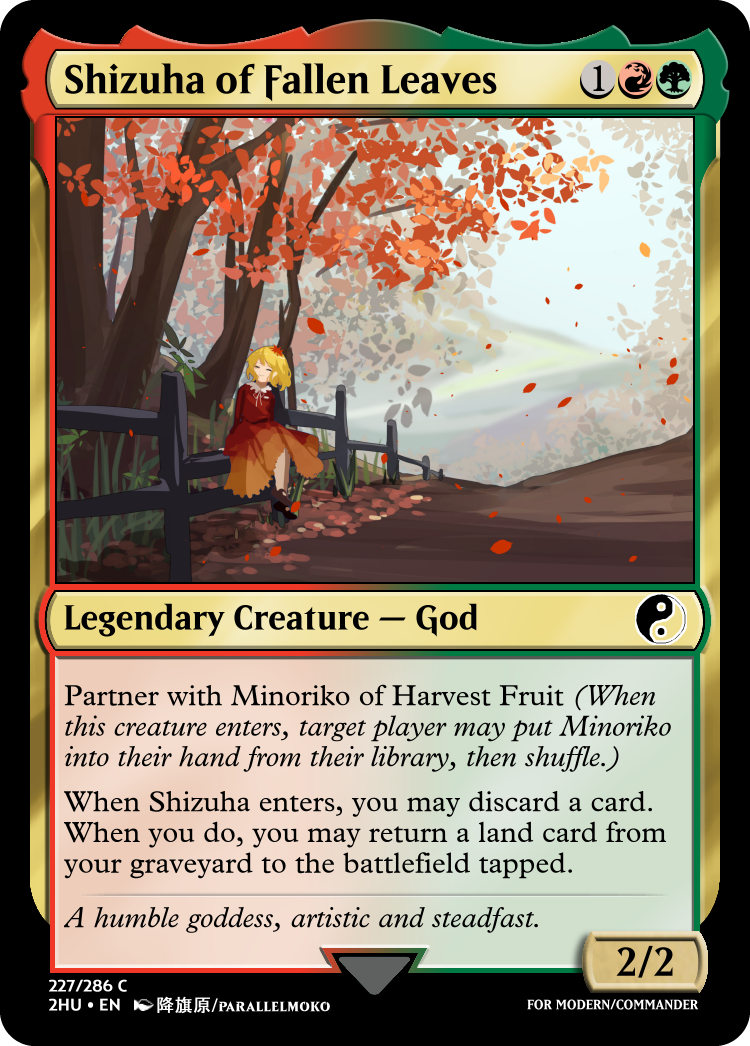 Shizuha of Fallen Leaves 1
Legendary Creature — God
Partner with Minoriko of Harvest Fruit (When
this creature enters, target player may put Minoriko
into their hand from their library, then shuffle.)
When Shizuha enters, you may discard a card.
When you do, you may return a land card from
your graveyard to the battlefield tapped.
A humble goddess, artistic and steadfast.
2/2
227/286 C
2HU • EN 降旗原/PARALLELMOKO
FOR MODERN/COMMANDER